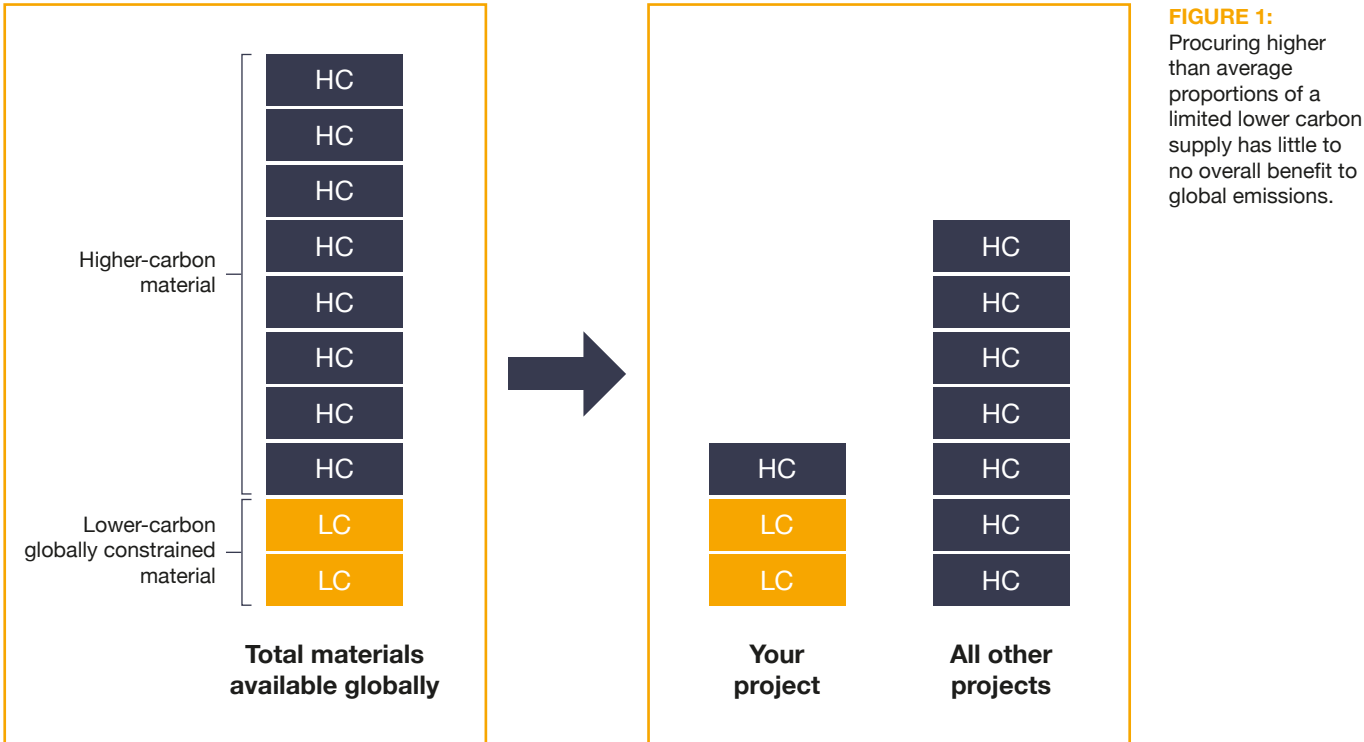 FIGURE 1:
Procuring higher
than average
proportions of a
limited lower carbon
supply has little to
no overall benefit to
global emissions.
Higher-carbon
material
HC
HC
HC
HC
HC
HC
HC
HC
Lower-carbon
globally constrained
material
LC
LC
Total materials
available globally
HC
LC
LC
Your
project
HC
HC
HC
HC
HC
HC
HC
All other
projects